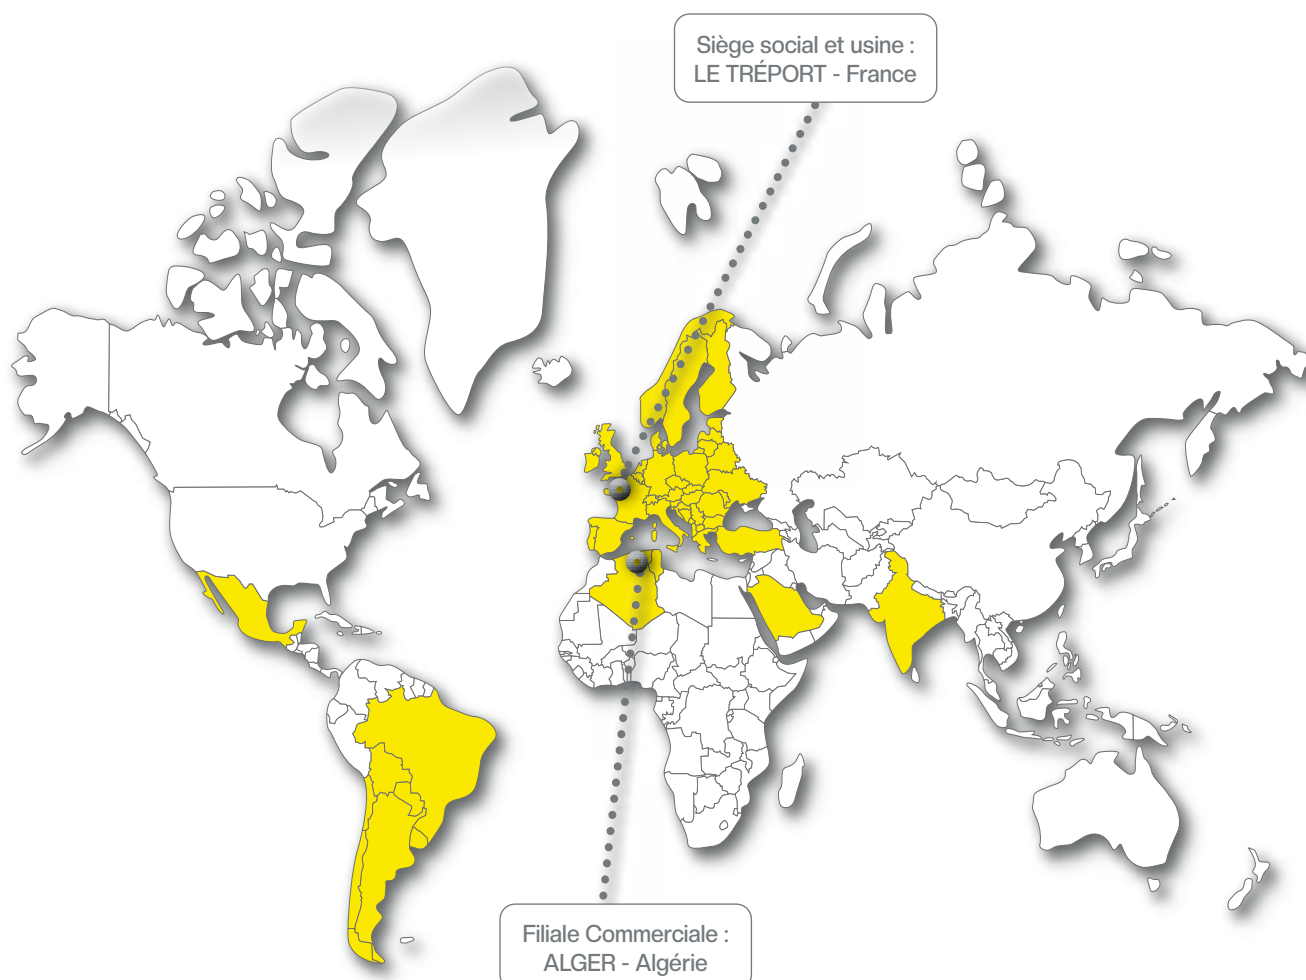 Siège social et usine :
LE TRÉPORT - France
Filiale Commerciale :
ALGER - Algérie